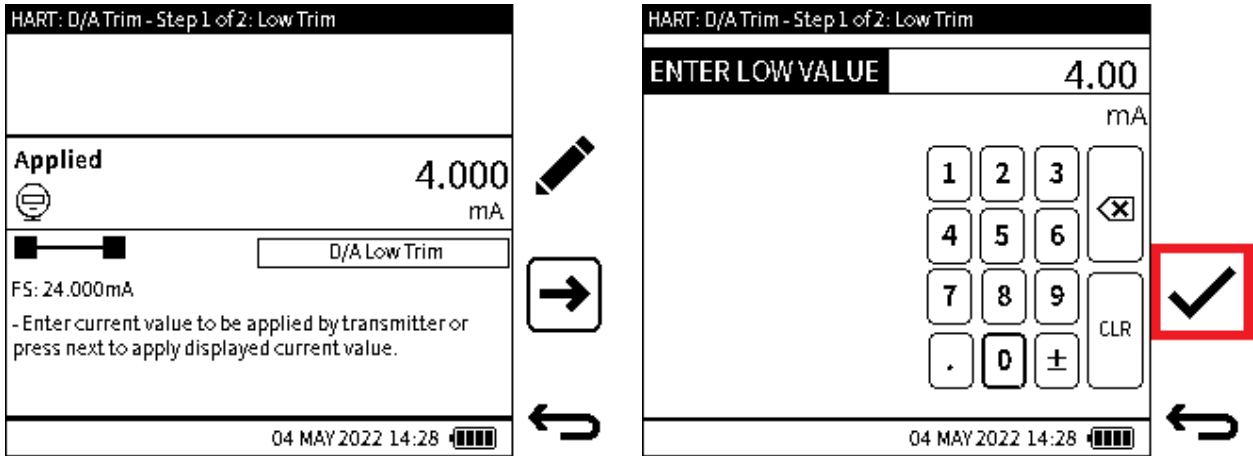 HART: D/A Trim - Step 1 of 2: Low Trim
Applied
4.000
mA
D/A Low Trim
FS: 24.000mA
- Enter current value to be applied by transmitter or
press next to apply displayed current value.
04 MAY 2022 14:28
HART: D/A Trim - Step 1 of 2: Low Trim
ENTER LOW VALUE 4.00
mA
1 2 3
4 5 6
7 8 9
CLR
. 0 ±
04 MAY 2022 14:28